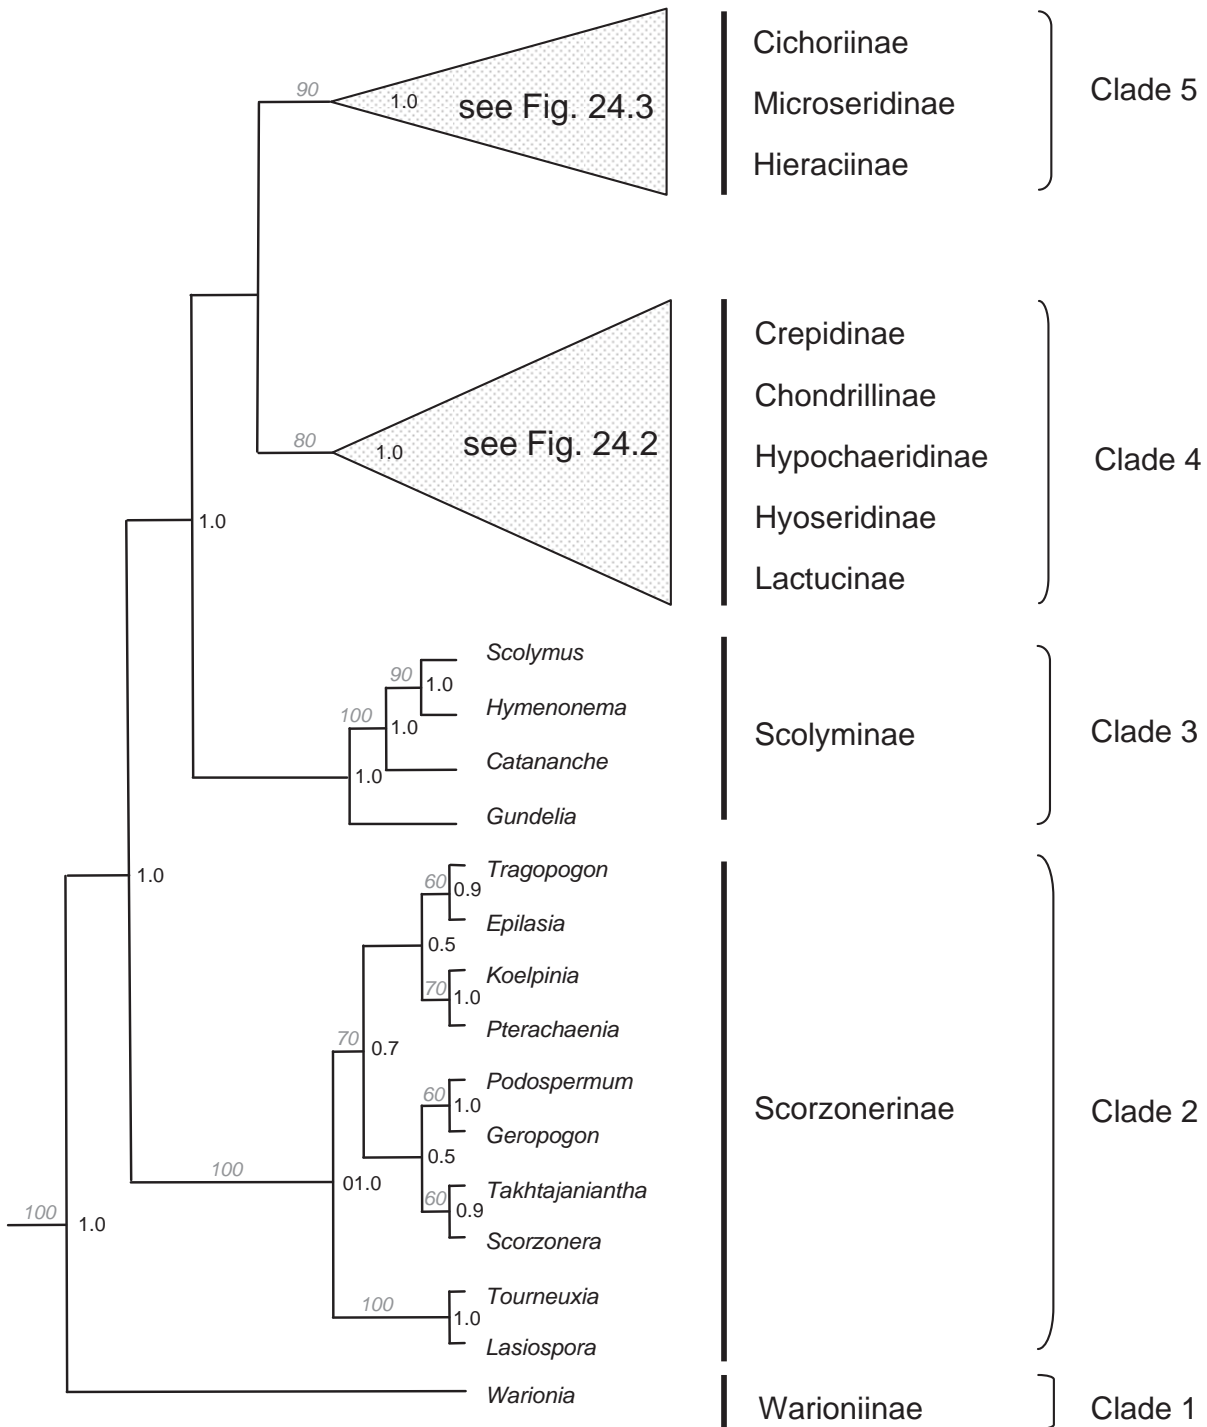 Cichoriinae
90
1.0
see Fig. 24.3
Microseridinae
Clade 5
Hieraciinae
Crepidinae
Chondrillinae
80
1.0
see Fig. 24.2
Hypochaeridinae
Clade 4
Hyoseridinae
1.0
Lactucinae
Scolymus
90
1.0
Hymenonema
100
1.0
Scolyminae
Clade 3
Catananche
1.0
Gundelia
Tragopogon
1.0
60
0.9
Epilasia
0.5
Koelpinia
70
1.0
Pterachaenia
70
0.7
Podospermum
60
1.0
Scorzonerinae
Clade 2
Geropogon
0.5
100
01.0
Takhtajaniantha
60
0.9
100
1.0
Scorzonera
Tourneuxia
100
1.0
Lasiospora
Warionia
Warioniinae
Clade 1